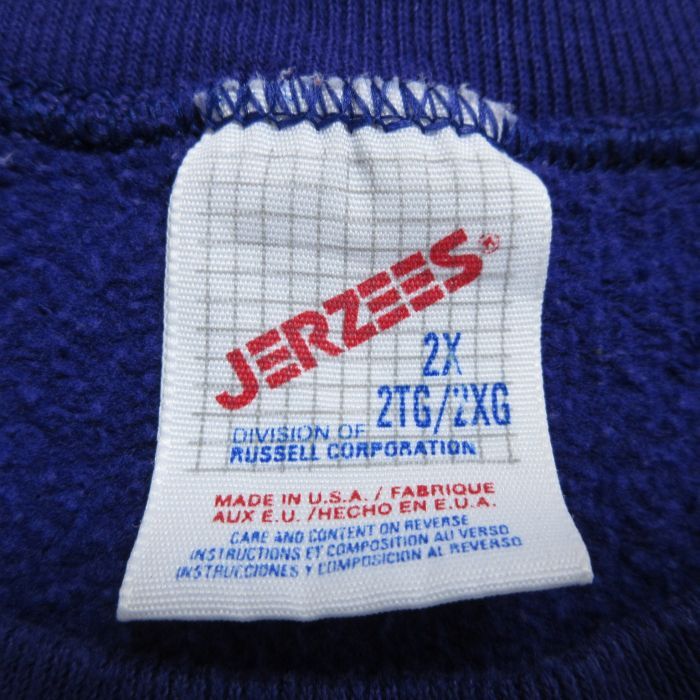 JERZEES®
2X
2TG/2XG
DIVISION OF
RUSSELL CORPORATION
MADE IN U.S.A. / FABRIQUE
AUX E.U. /HECHO EN E.U.A.
CARE AND CONTENT ON REVERSE
INSTRUCTIONS ET COMPOSITION AU VERSO
INSTRUCCIONES Y COMPOSICION AL REVERSO